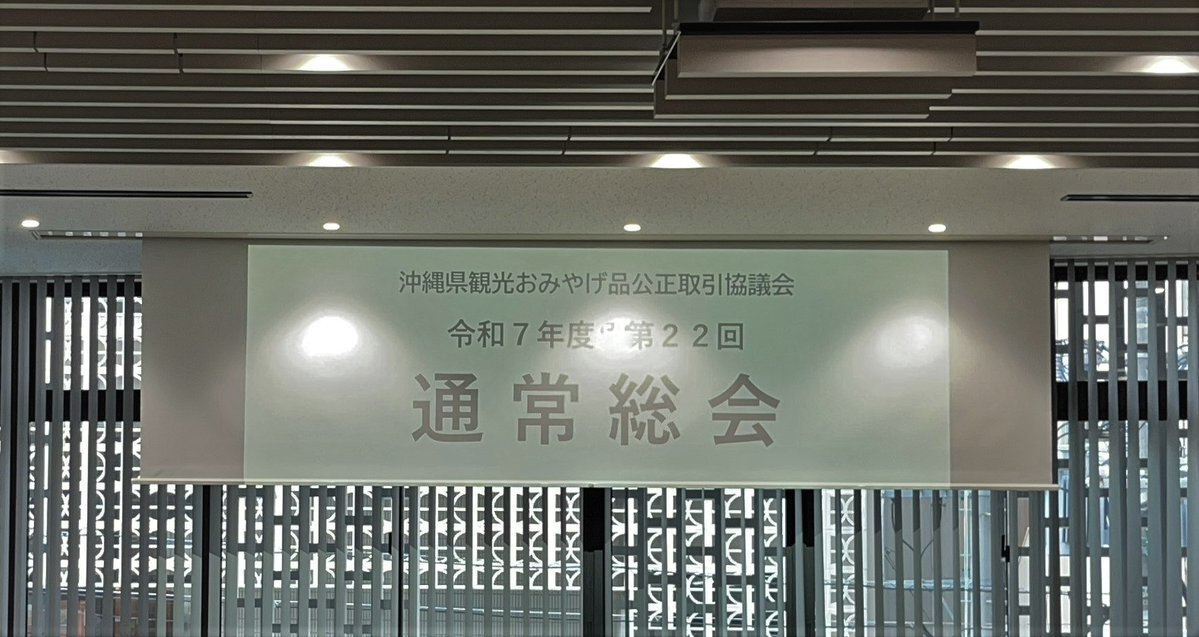 沖縄県観光おみやげ品公正取引協議会
令和７年度 第２２回
通常総会